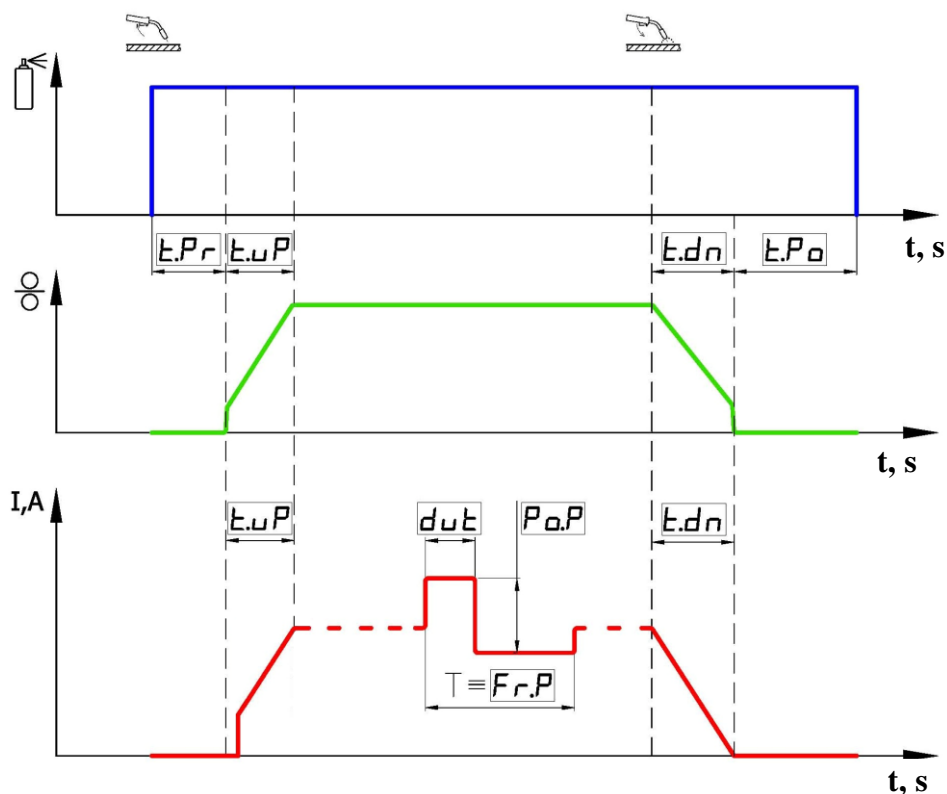 t.Pr
t.uP
t.dn
t.Po
t, s
t, s
I,A
t.uP
dut
Po.P
t.dn
T ≡ Fr.P
t, s